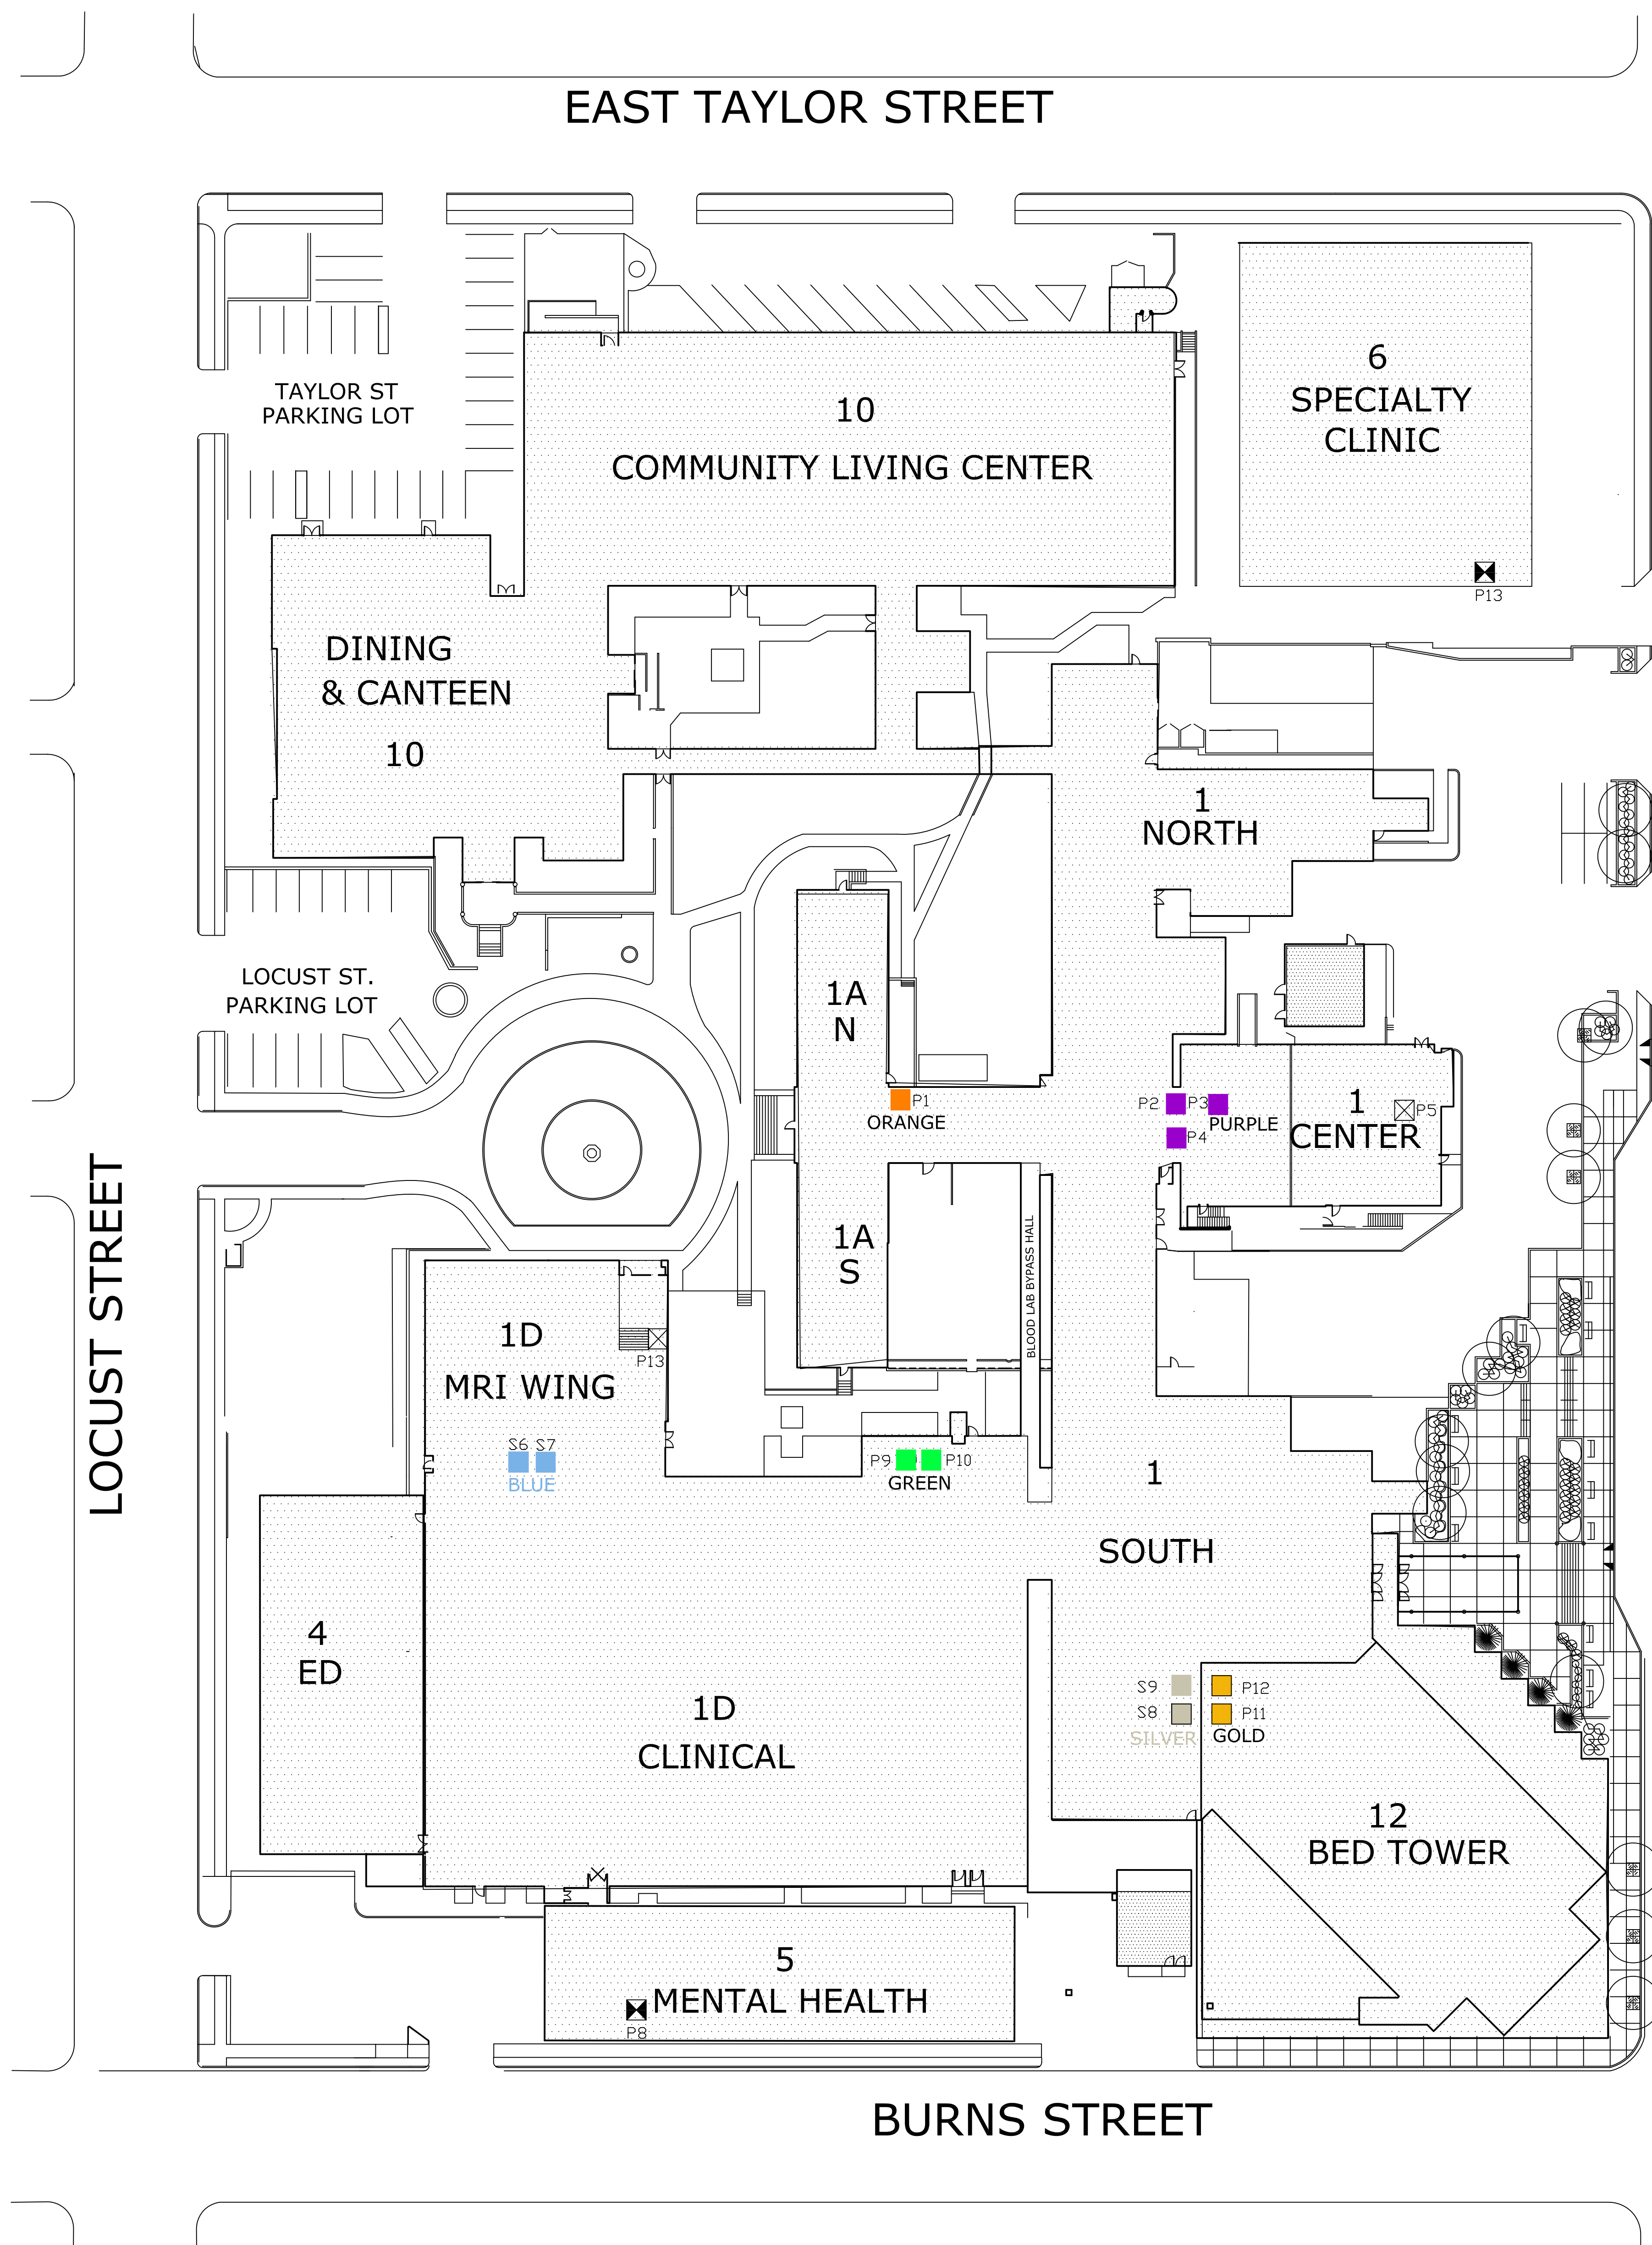 EAST TAYLOR STREET
TAYLOR ST
PARKING LOT
10
COMMUNITY LIVING CENTER
6
SPECIALTY
CLINIC
P13
DINING
& CANTEEN
10
1
NORTH
LOCUST ST.
PARKING LOT
1A
N
P1
ORANGE
P2
P3
PURPLE
P4
1
CENTER
P5
LOCUST STREET
1A
S
BLOOD LAB BYPASS HALL
1D
MRI WING
P13
S6 S7
BLUE
P9
P10
GREEN
1
SOUTH
4
ED
1D
CLINICAL
S9
S8
SILVER
P12
P11
GOLD
12
BED TOWER
5
MENTAL HEALTH
P8
BURNS STREET